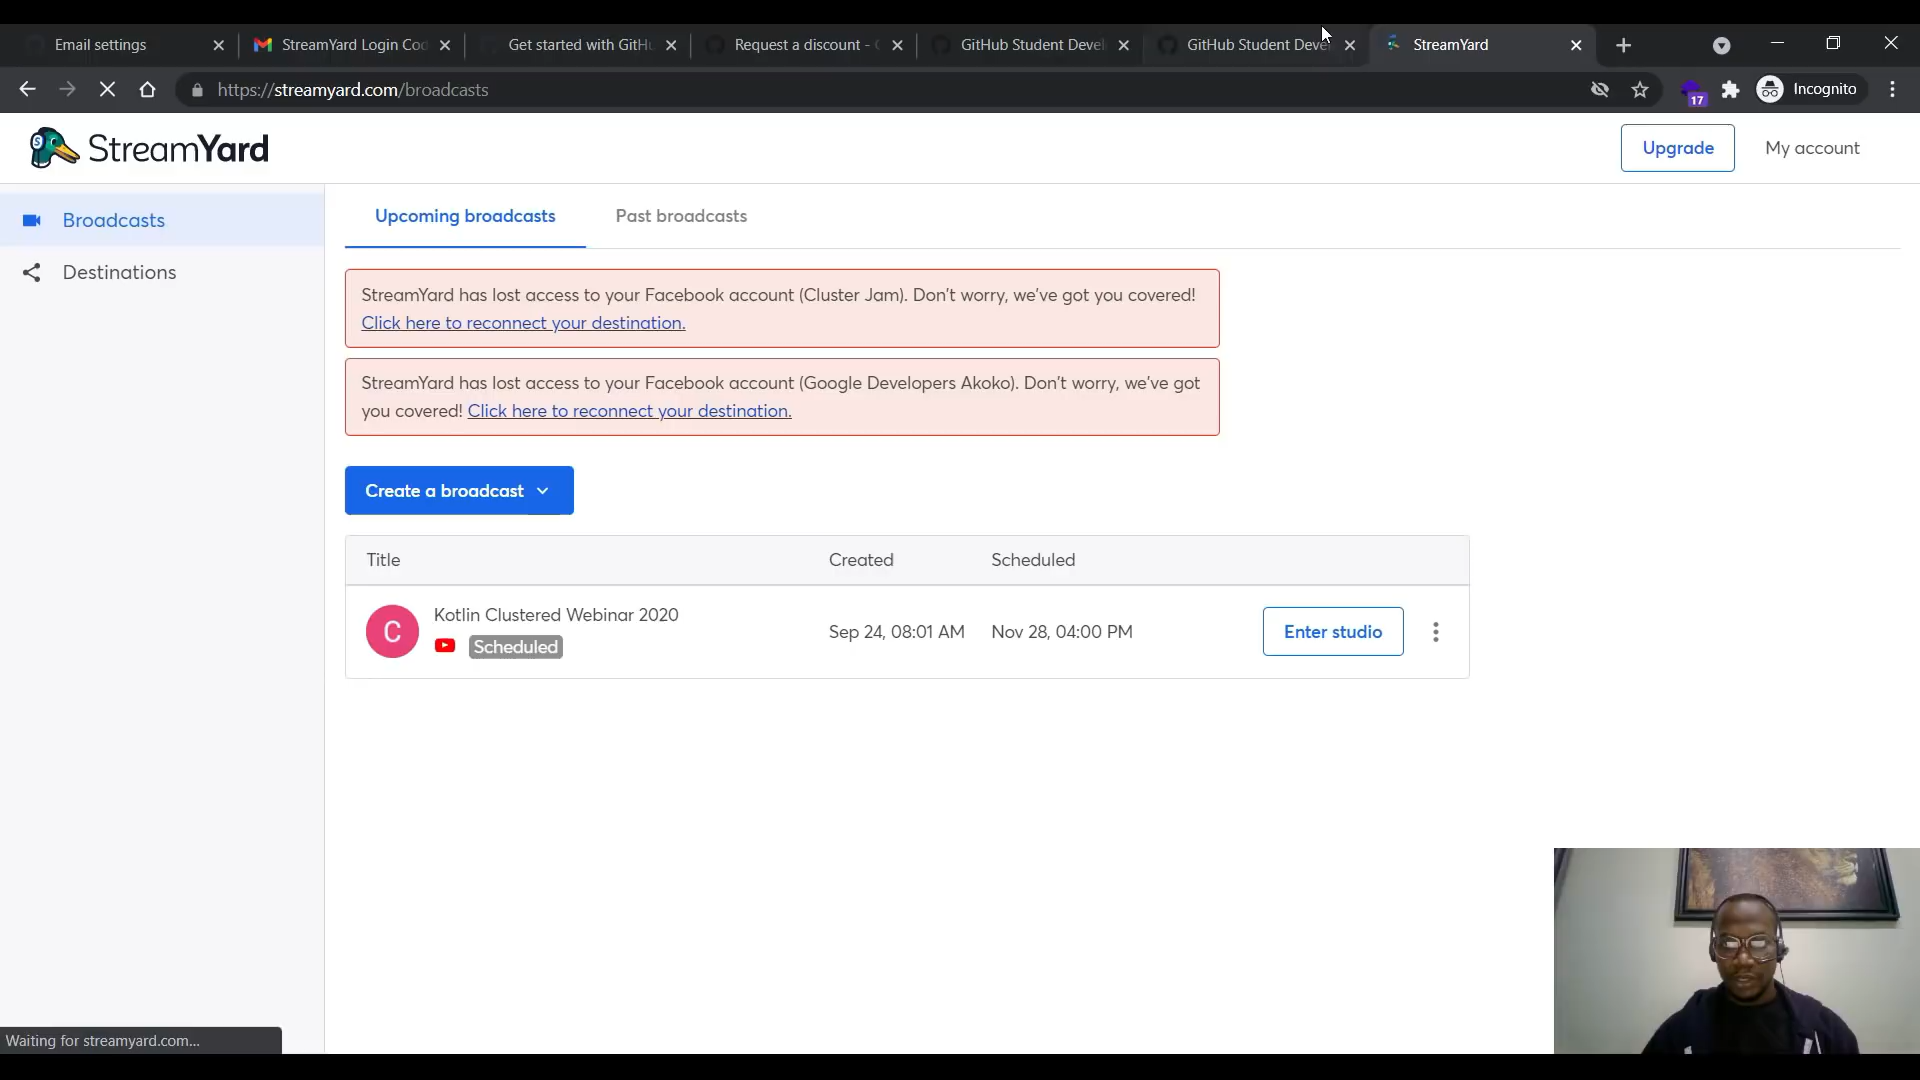 Email settings
StreamYard Login Co
Get started with GitH
Request a discount -
GitHub Student Devel
GitHub Student Deve
StreamYard
https://streamyard.com/broadcasts
17
Incognito
StreamYard
Upgrade
My account
Broadcasts
Destinations
Upcoming broadcasts
Past broadcasts
StreamYard has lost access to your Facebook account (Cluster Jam). Don't worry, we've got you covered!
Click here to reconnect your destination.
StreamYard has lost access to your Facebook account (Google Developers Akoko). Don't worry, we've got
you covered! Click here to reconnect your destination.
Create a broadcast
Title
Created
Scheduled
C
Kotlin Clustered Webinar 2020
Scheduled
Sep 24, 08:01 AM
Nov 28, 04:00 PM
Enter studio
Waiting for streamyard.com...